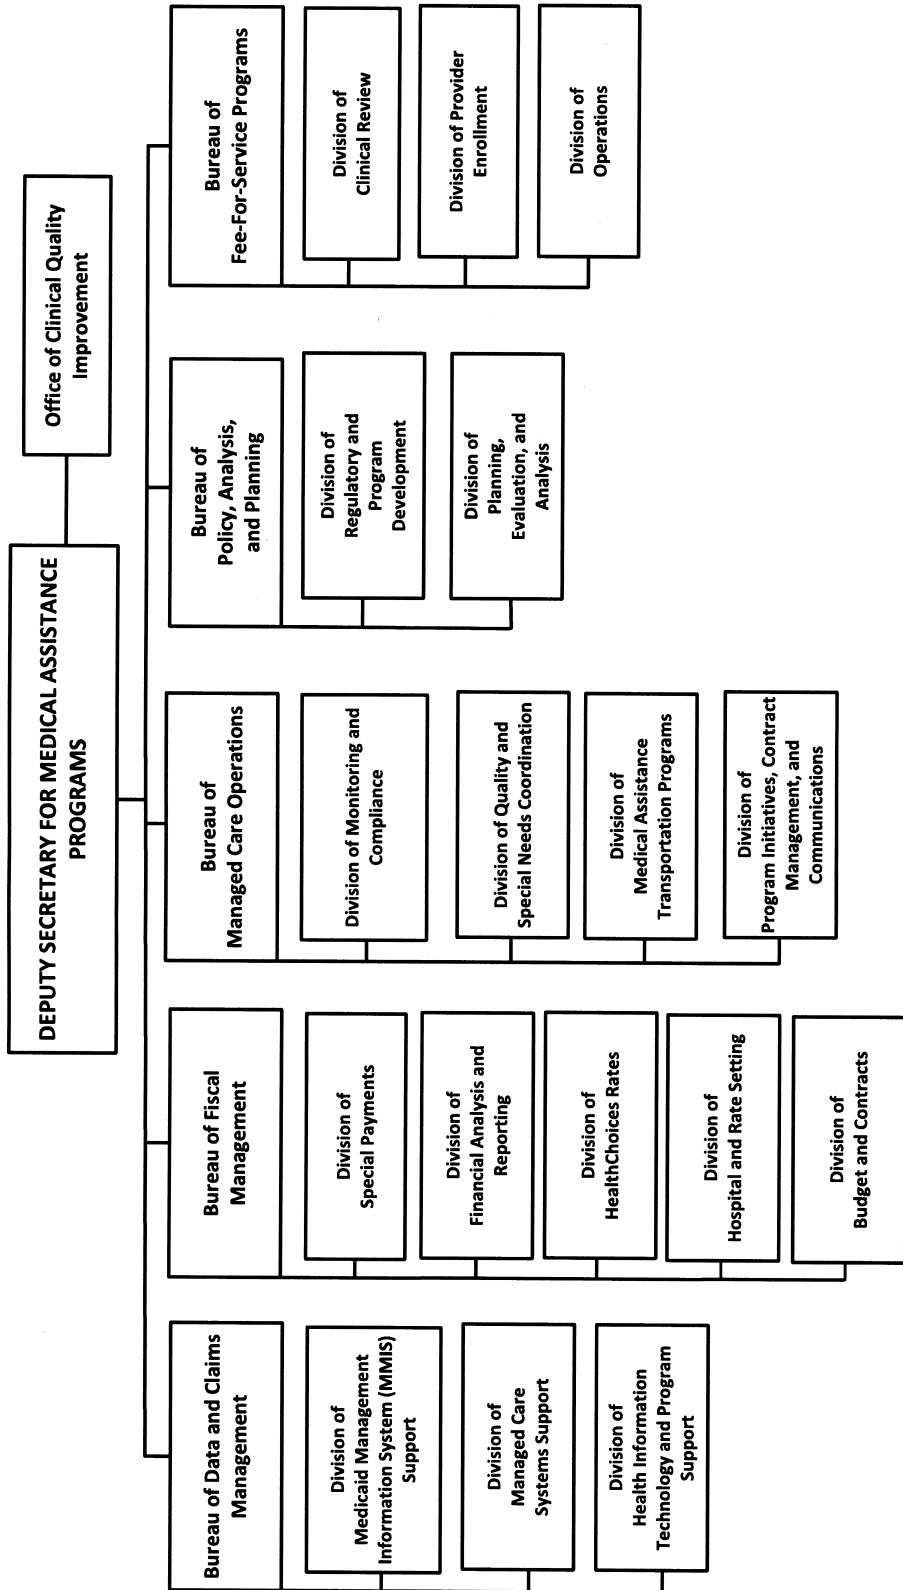 DEPUTY SECRETARY FOR MEDICAL ASSISTANCE
PROGRAMS
Office of Clinical Quality
Improvement
Bureau of Data and Claims
Management
Division of
Medicaid Management
Information System (MMIS)
Support
Division of
Managed Care
Systems Support
Division of
Health Information
Technology and Program
Support
Bureau of Fiscal
Management
Division of
Special Payments
Division of
Financial Analysis and
Reporting
Division of
HealthChoices Rates
Division of
Hospital and Rate Setting
Division of
Budget and Contracts
Bureau of
Managed Care Operations
Division of Monitoring and
Compliance
Division of Quality and
Special Needs Coordination
Division of
Medical Assistance
Transportation Programs
Division of
Program Initiatives, Contract
Management, and
Communications
Bureau of
Policy, Analysis,
and Planning
Division of
Regulatory and
Program
Development
Division of
Planning,
Evaluation, and
Analysis
Bureau of
Fee-For-Service Programs
Division of
Clinical Review
Division of Provider
Enrollment
Division of
Operations